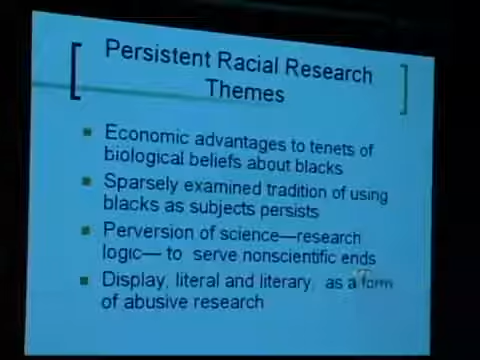 Persistent Racial Research
Themes
Economic advantages to tenets of
biological beliefs about blacks
Sparsely examined tradition of using
blacks as subjects persists
Perversion of science—research
logic— to serve nonscientific ends
Display, literal and literary, as a form
of abusive research